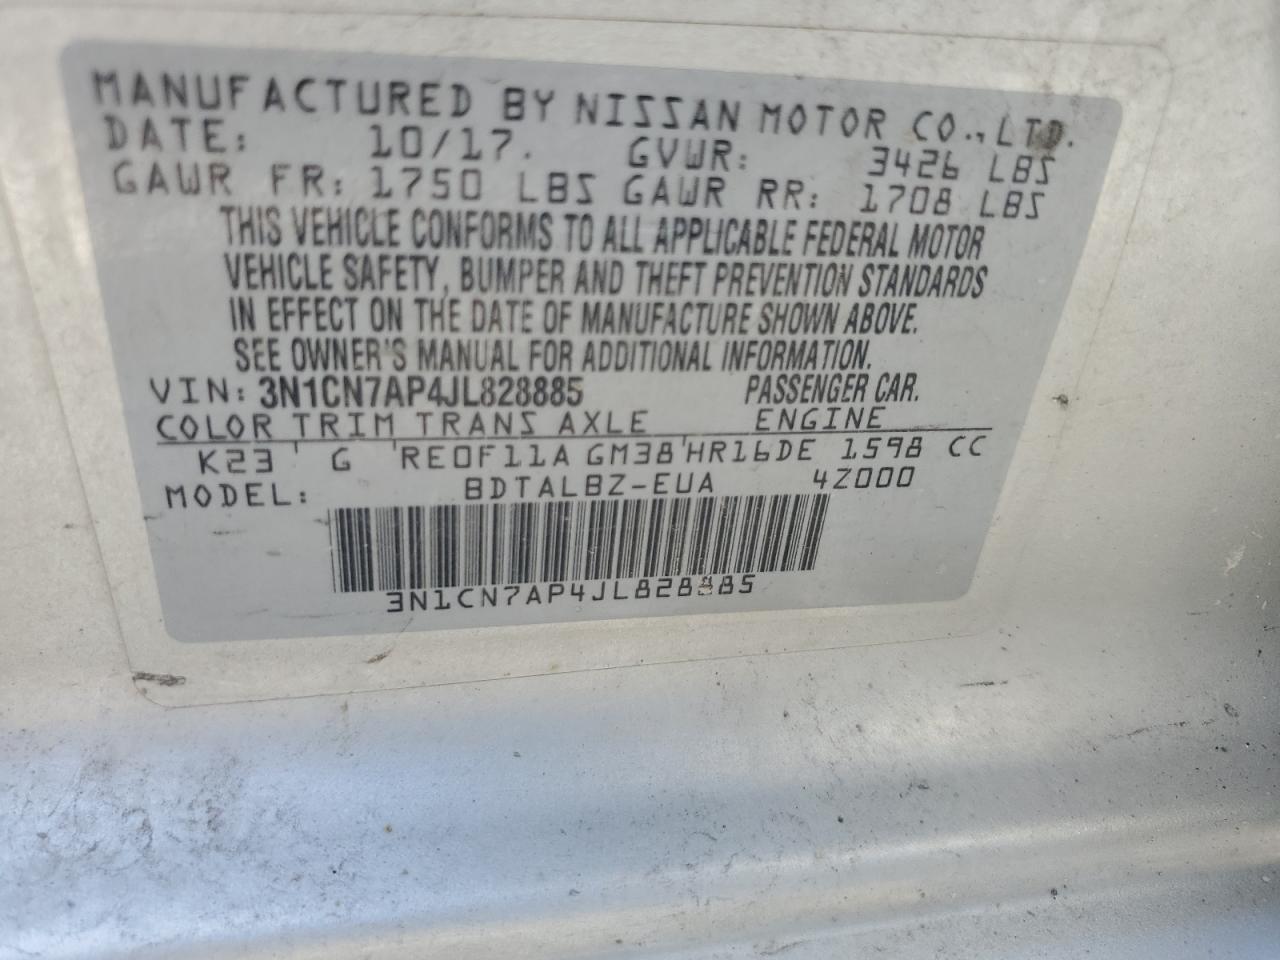 MANUFACTURED BY NISSAN MOTOR CO., LTD.
DATE: 10/17. GVWR: 3426 LBS
GAWR FR: 1750 LBS GAWR RR: 1708 LBS
THIS VEHICLE CONFORMS TO ALL APPLICABLE FEDERAL MOTOR
VEHICLE SAFETY, BUMPER AND THEFT PREVENTION STANDARDS
IN EFFECT ON THE DATE OF MANUFACTURE SHOWN ABOVE.
SEE OWNER'S MANUAL FOR ADDITIONAL INFORMATION.
VIN: 3N1CN7AP4JL828885 PASSENGER CAR.
COLOR TRIM TRANS AXLE ENGINE
K23 G RE0F11A GM38 HR16DE 1598 CC
MODEL: BDTALBZ-EUA 4Z000
3N1CN7AP4JL828885